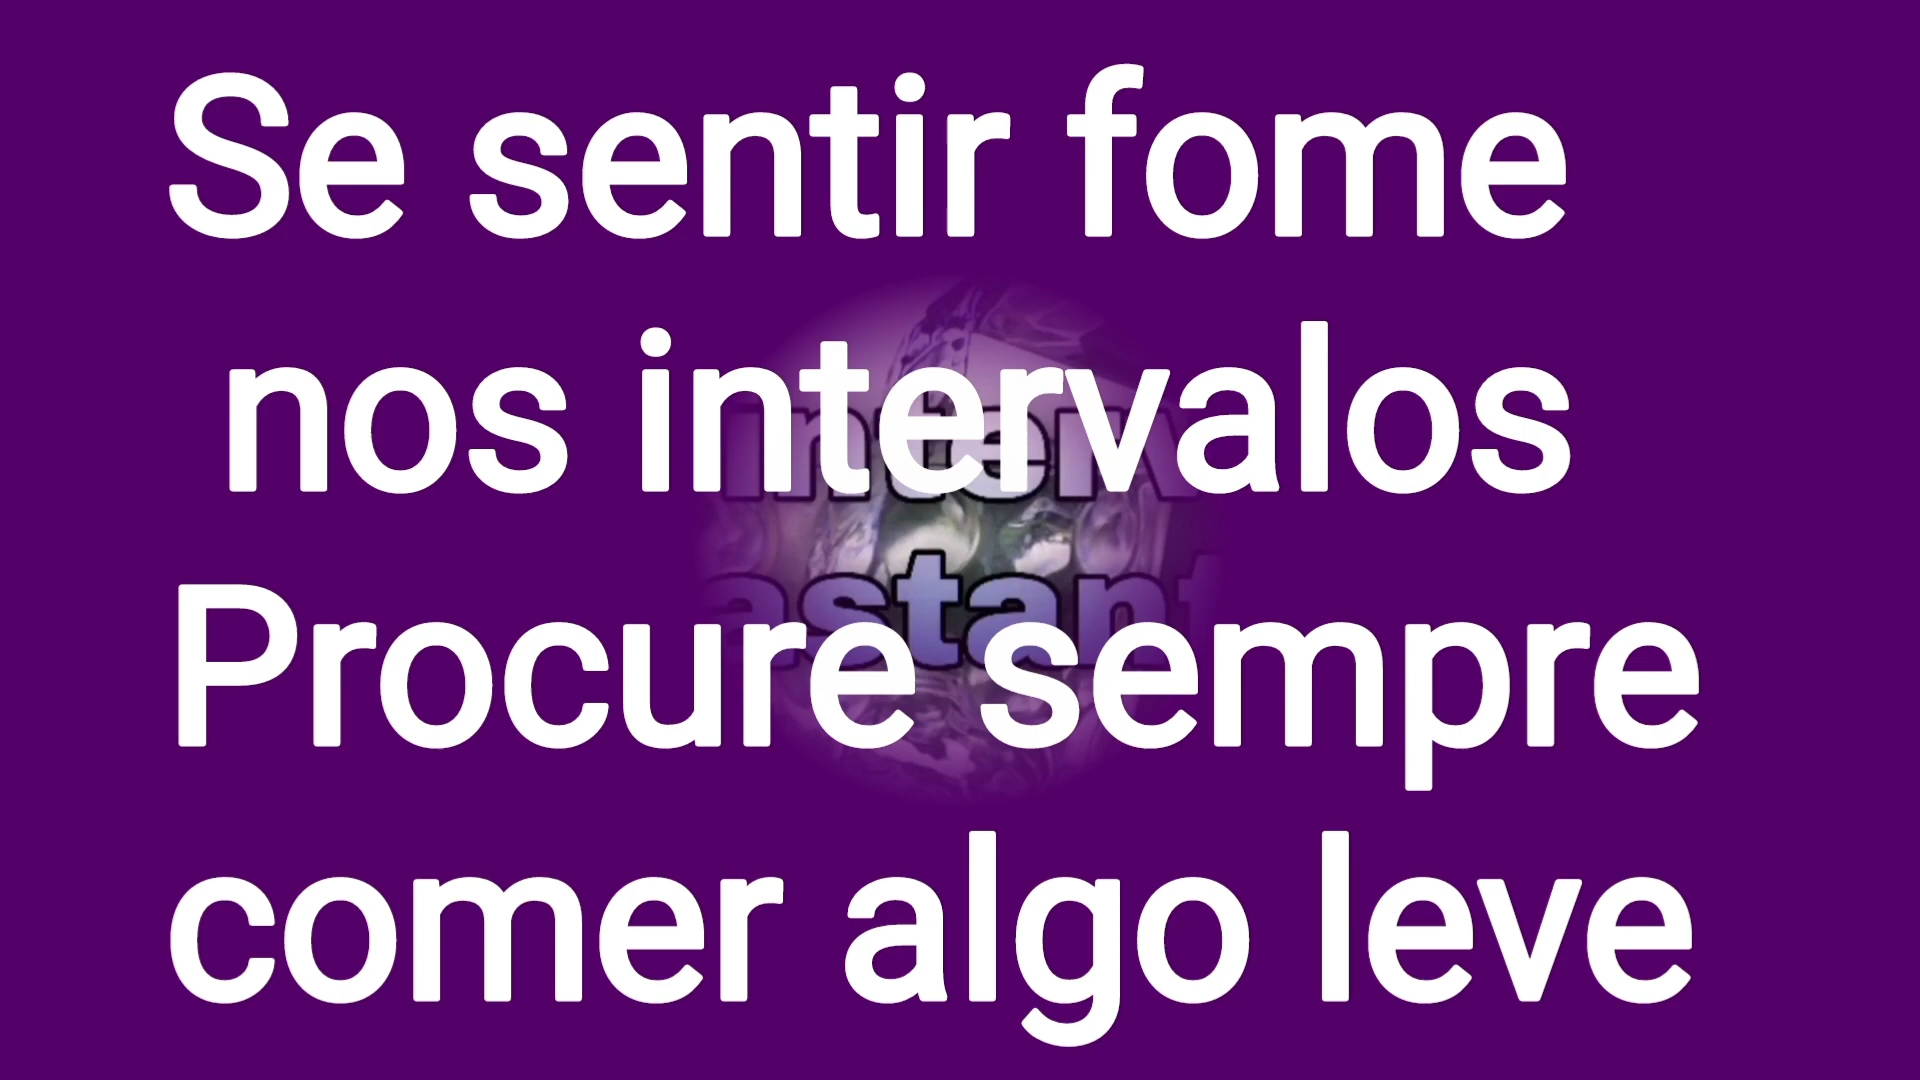 Se sentir fome
nos intervalos
Procure sempre
comer algo leve